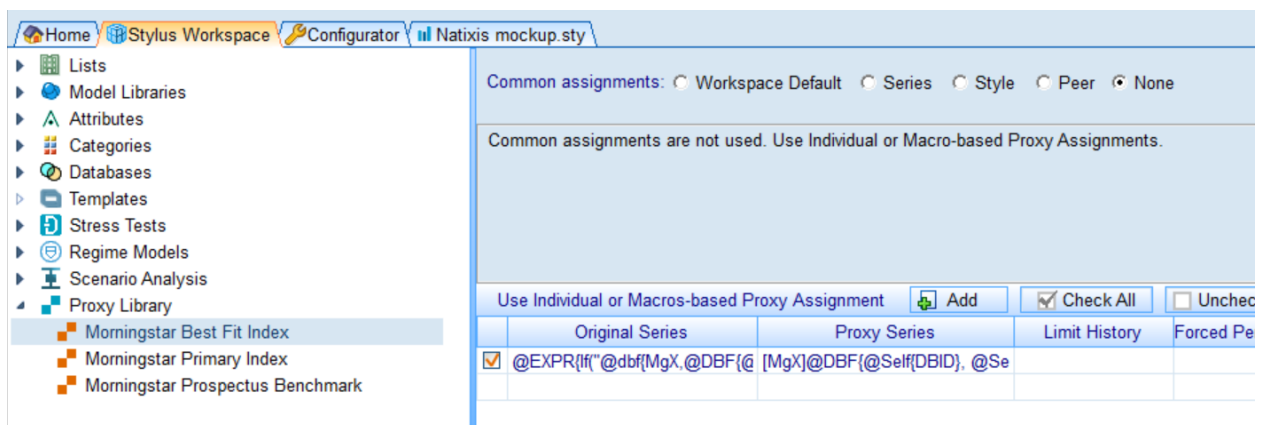 Home Stylus Workspace Configurator Natixis mockup.sty
Lists
Model Libraries
Attributes
Categories
Databases
Templates
Stress Tests
Regime Models
Scenario Analysis
Proxy Library
Morningstar Best Fit Index
Morningstar Primary Index
Morningstar Prospectus Benchmark
Common assignments: Workspace Default Series Style Peer None
Common assignments are not used. Use Individual or Macro-based Proxy Assignments.
Use Individual or Macros-based Proxy Assignment Add Check All Unchec
Original Series Proxy Series Limit History Forced Pe
@EXPR{If("@dbf{MgX,@DBF{@ [MgX]@DBF{@Self{DBID}, @Se